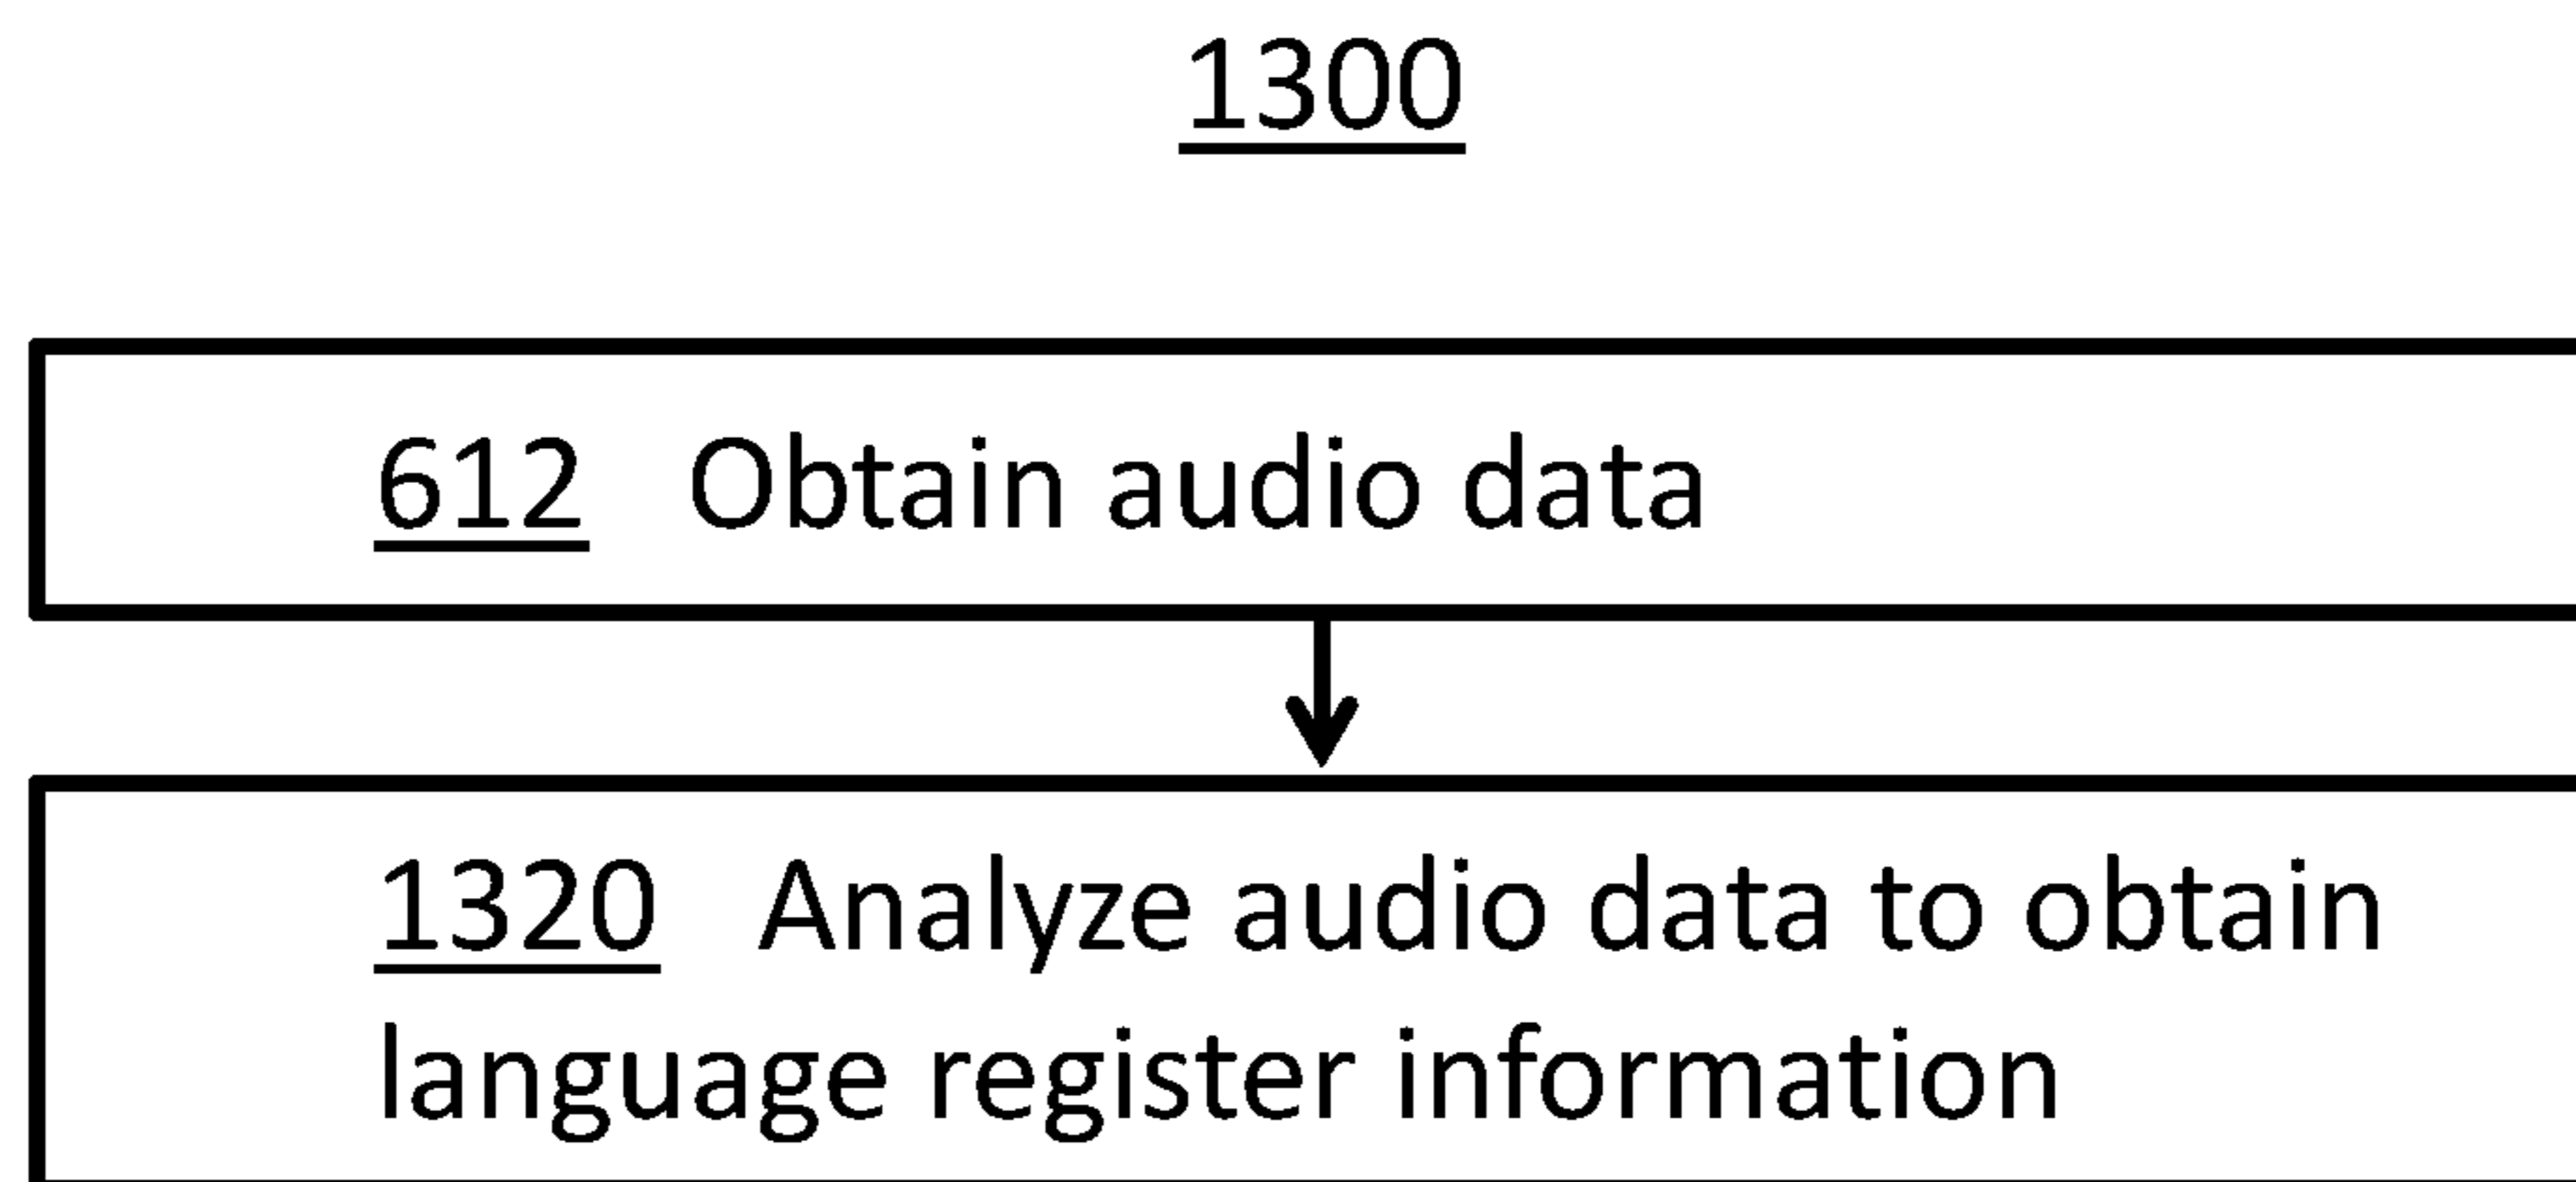 1300
612 Obtain audio data
1320 Analyze audio data to obtain
language register information